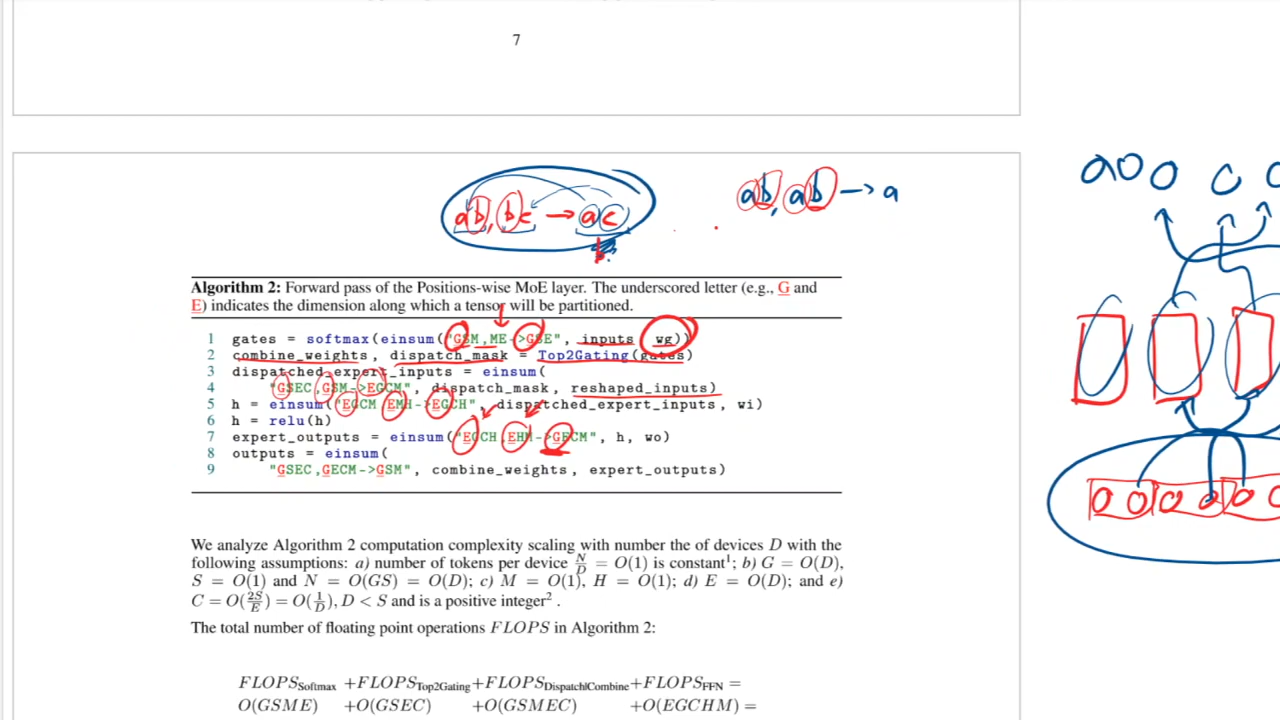 7
ab, bc → ac
b
ab, ab → a
Algorithm 2: Forward pass of the Positions-wise MoE layer. The underscored letter (e.g., G and
E) indicates the dimension along which a tensor will be partitioned.
1 gates = softmax(einsum("GSM,ME->GSE", inputs wg))
2 combine_weights, dispatch_mask = Top2Gating(gates)
3 dispatched_expert_inputs = einsum(
4 "GSEC,GSM->EGCM", dispatch_mask, reshaped_inputs)
5 h = einsum("EGCM EMH->EGCH", dispatched_expert_inputs, wi)
6 h = relu(h)
7 expert_outputs = einsum("EGCH,EHM->GECM", h, wo)
8 outputs = einsum(
9 "GSEC,GECM->GSM", combine_weights, expert_outputs)
We analyze Algorithm 2 computation complexity scaling with number the of devices D with the
following assumptions: a) number of tokens per device N/D = O(1) is constant¹; b) G = O(D),
S = O(1) and N = O(GS) = O(D); c) M = O(1), H = O(1); d) E = O(D); and e)
C = O(2S/E) = O(1/D), D < S and is a positive integer² .
The total number of floating point operations FLOPS in Algorithm 2:
FLOPS_Softmax +FLOPS_Top2Gating +FLOPS_Dispatch|Combine +FLOPS_FFN =
O(GSME) +O(GSEC) +O(GSMEC) +O(EGCHM) =